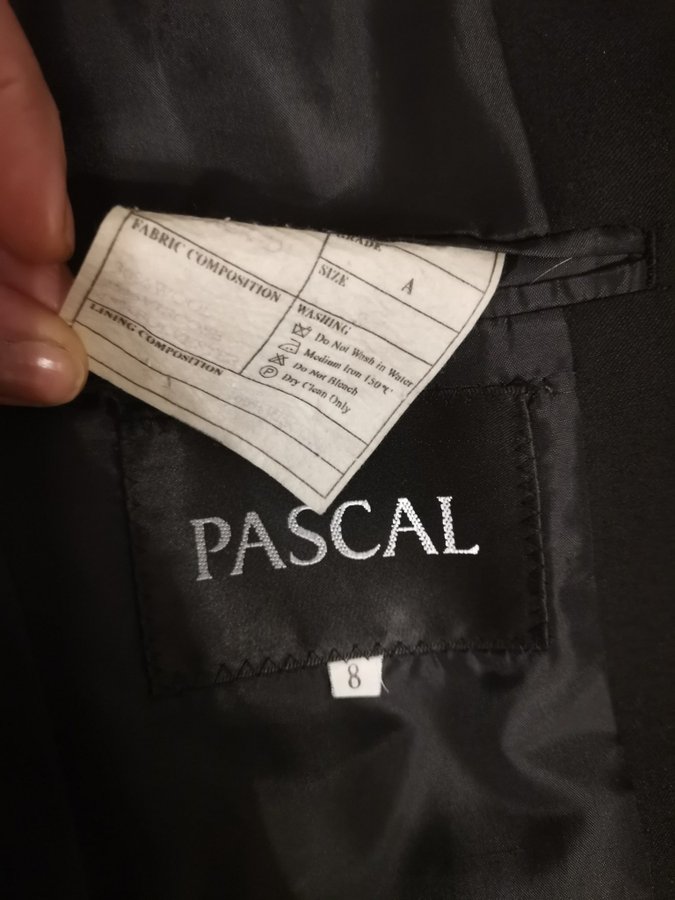 GRADE
FABRIC COMPOSITION
SIZE A
WASHING
Do Not Wash in Water
Medium Iron 150°C
Do Not Bleach
P Dry Clean Only
LINING COMPOSITION
PASCAL
8